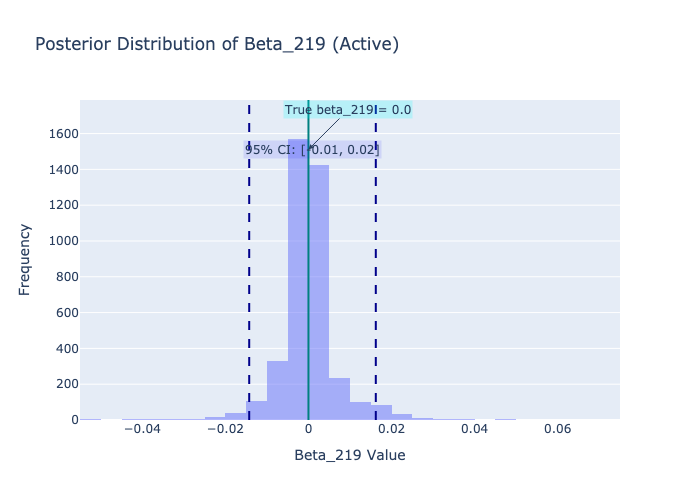 Posterior Distribution of Beta_219 (Active)
True beta_219 = 0.0
95% CI: [-0.01, 0.02]
1600
1400
1200
1000
800
600
400
200
0
Frequency
−0.04 −0.02 0 0.02 0.04 0.06
Beta_219 Value